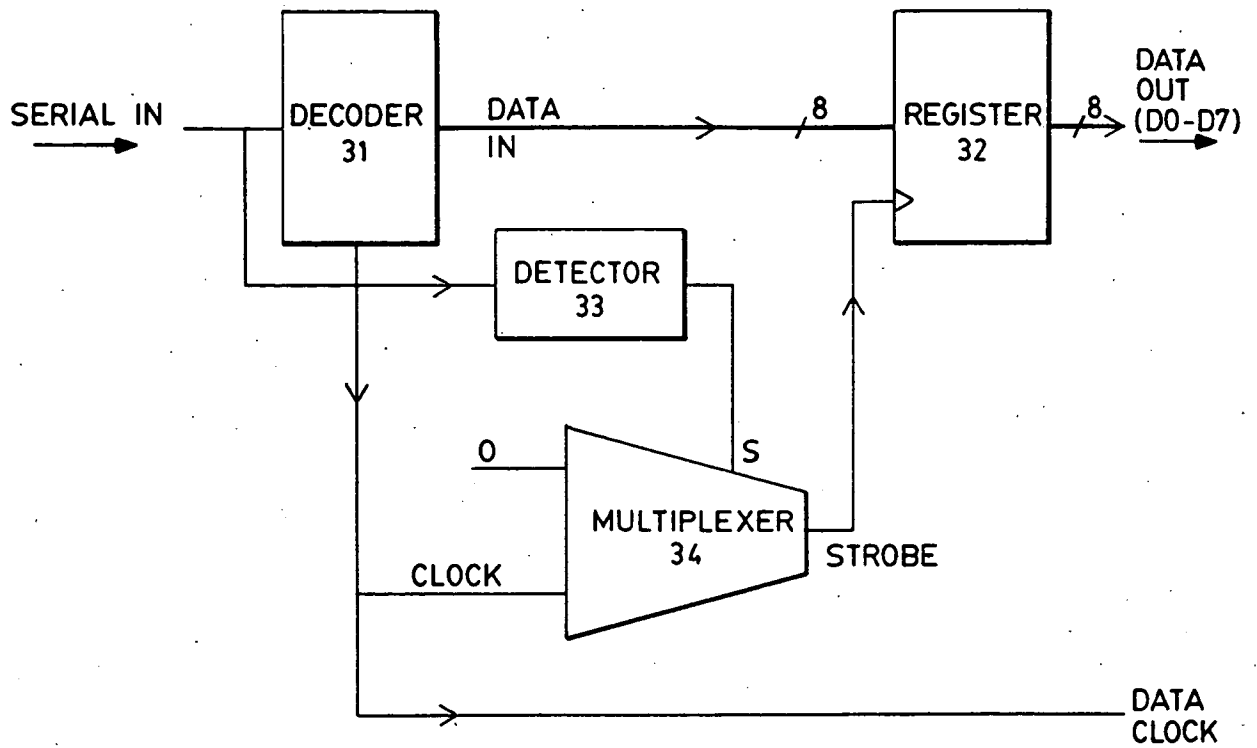 SERIAL IN
DECODER
31
DATA
IN
8
REGISTER
32
8
DATA
OUT
(D0-D7)
DETECTOR
33
0
S
MULTIPLEXER
34
STROBE
CLOCK
DATA
CLOCK